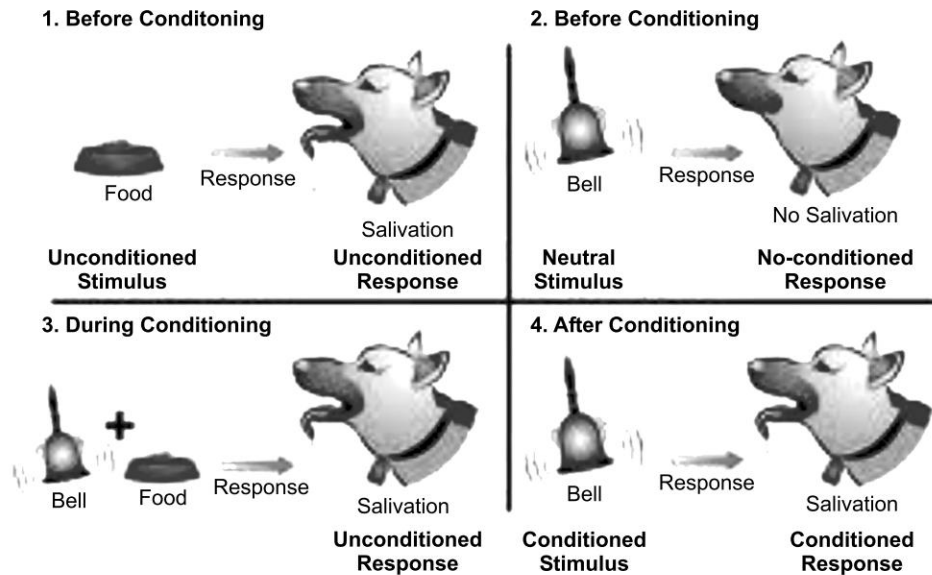 1. Before Conditoning
Food
Response
Salivation
Unconditioned
Stimulus
Unconditioned
Response
2. Before Conditioning
Bell
Response
No Salivation
Neutral
Stimulus
No-conditioned
Response
3. During Conditioning
Bell
+
Food
Response
Salivation
Unconditioned
Response
4. After Conditioning
Bell
Response
Salivation
Conditioned
Stimulus
Conditioned
Response